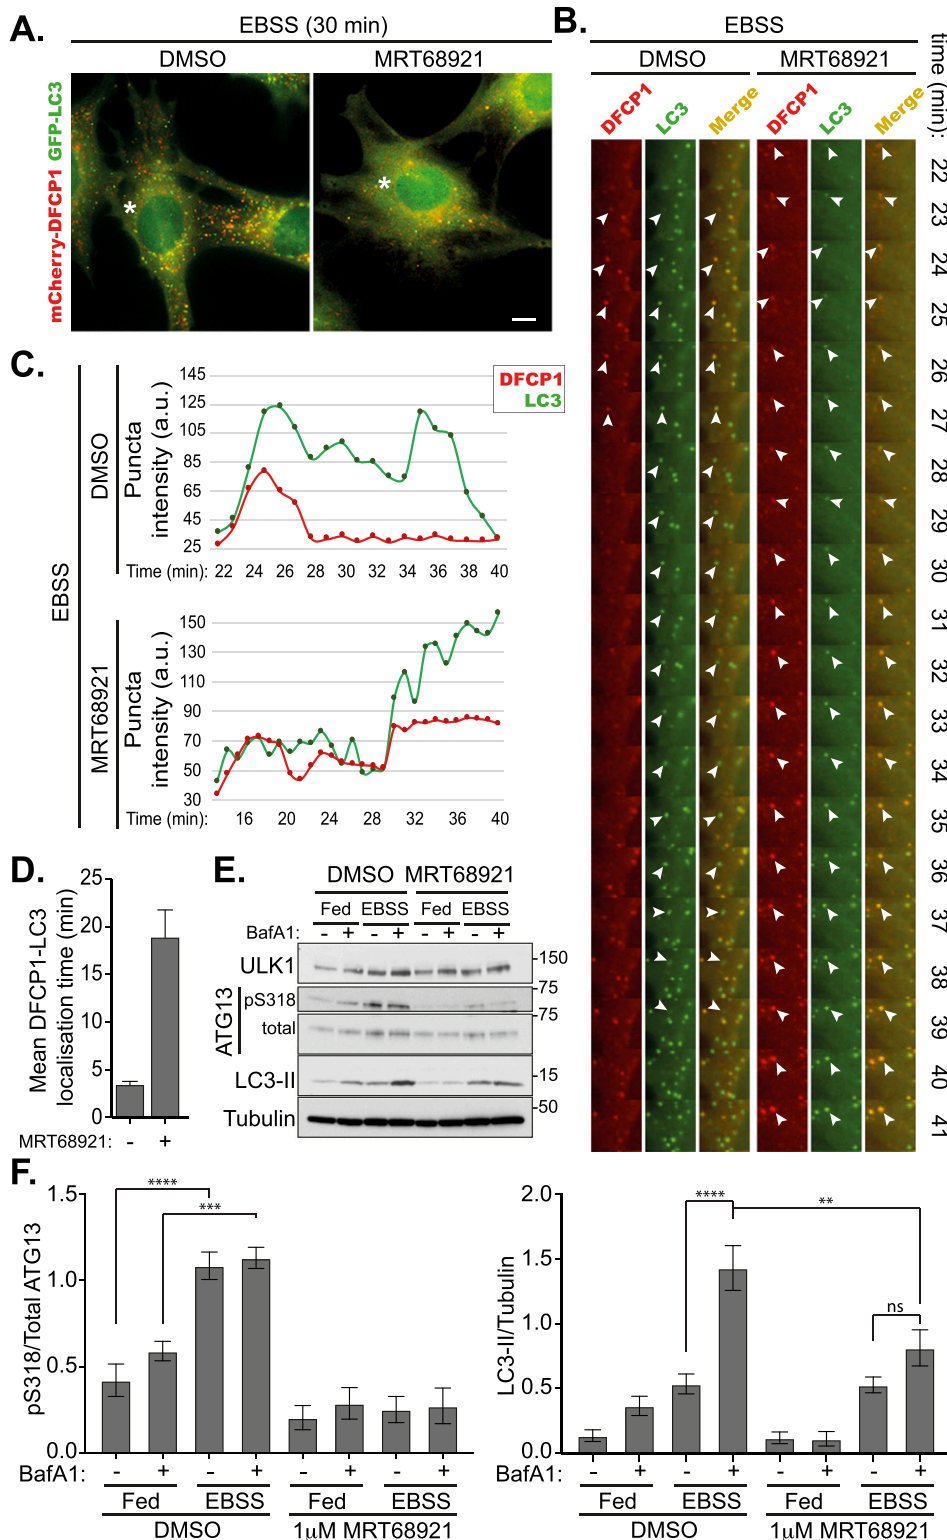 A.
EBSS (30 min)
DMSO
MRT68921
mCherry-DFCP1 GFP-LC3
*
*
B.
EBSS
DMSO
MRT68921
time (min):
DFCP1
LC3
Merge
DFCP1
LC3
Merge
22
23
24
25
26
27
28
29
30
31
32
33
34
35
36
37
38
39
40
41
C.
EBSS
DMSO
Puncta
intensity (a.u.)
145
125
105
85
65
45
25
DFCP1
LC3
Time (min): 22 24 26 28 30 32 34 36 38 40
MRT68921
Puncta
intensity (a.u.)
150
130
110
90
70
50
30
Time (min): 16 20 24 28 32 36 40
D.
Mean DFCP1-LC3
localisation time (min)
25
20
15
10
5
0
MRT68921: - +
E.
DMSO MRT68921
Fed EBSS Fed EBSS
BafA1: - + - + - + - +
ULK1
-150
ATG13
pS318
-75
total
-75
LC3-II
-15
Tubulin
-50
F.
pS318/Total ATG13
1.5
1.0
0.5
0.0
****
***
BafA1: - + - + - + - +
Fed EBSS Fed EBSS
DMSO 1µM MRT68921
LC3-II/Tubulin
2.0
1.5
1.0
0.5
0.0
****
**
ns
BafA1: - + - + - + - +
Fed EBSS Fed EBSS
DMSO 1µM MRT68921